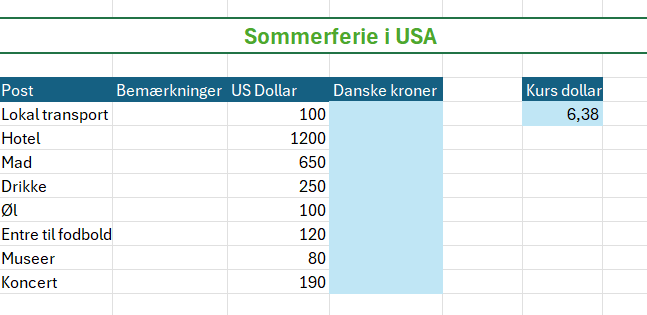 Sommerferie i USA
Post Bemærkninger US Dollar Danske kroner Kurs dollar
Lokal transport 100 6,38
Hotel 1200
Mad 650
Drikke 250
Øl 100
Entre til fodbold 120
Museer 80
Koncert 190